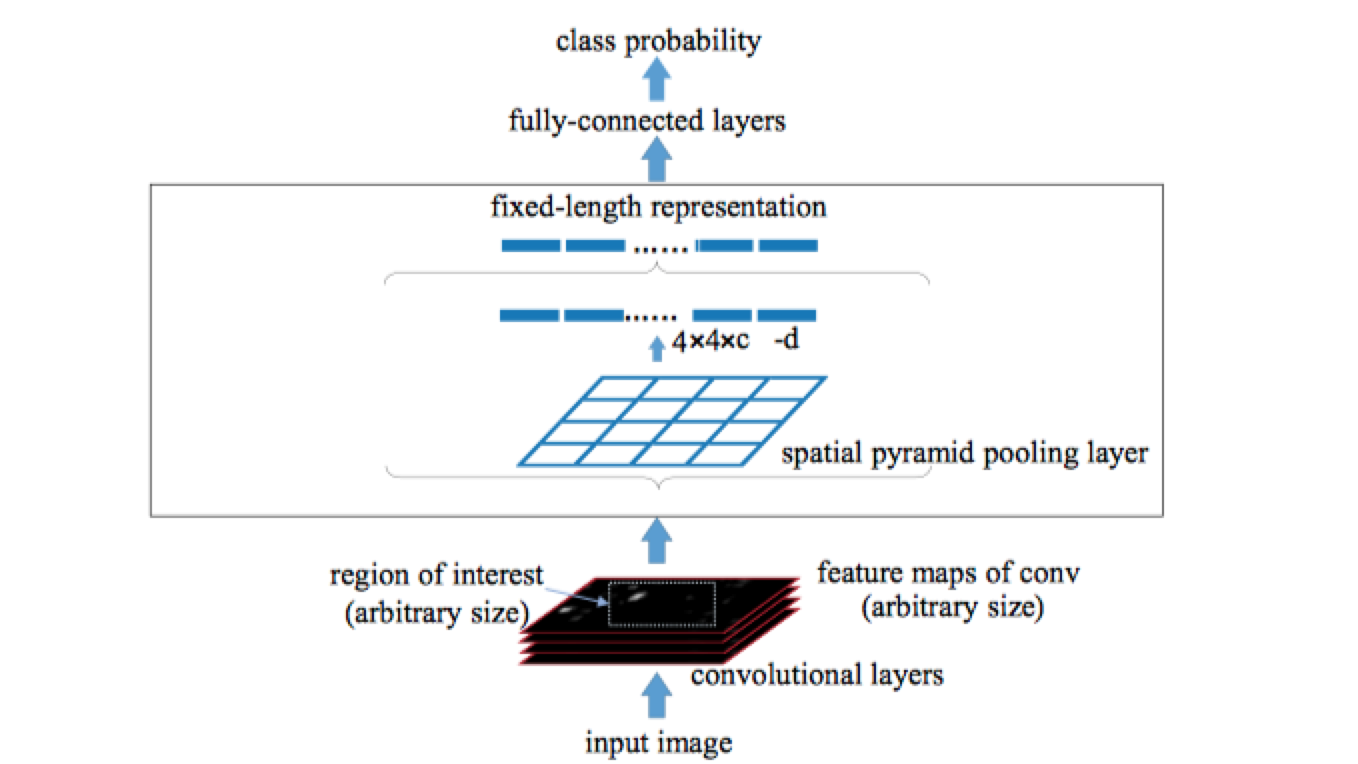 class probability
fully-connected layers
fixed-length representation
......
......
4×4×c -d
spatial pyramid pooling layer
region of interest
(arbitrary size)
feature maps of conv
(arbitrary size)
convolutional layers
input image